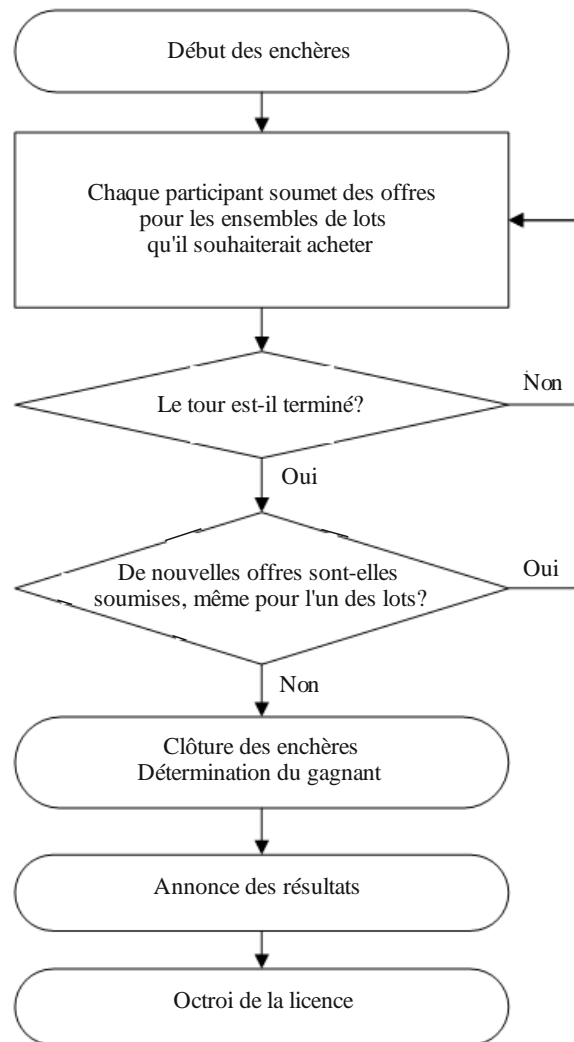 Début des enchères
Chaque participant soumet des offres
pour les ensembles de lots
qu'il souhaiterait acheter
Le tour est-il terminé?
Non
Oui
De nouvelles offres sont-elles
soumises, même pour l'un des lots?
Oui
Non
Clôture des enchères
Détermination du gagnant
Annonce des résultats
Octroi de la licence